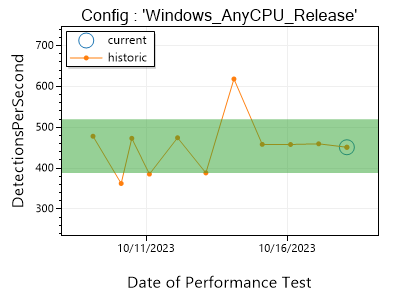 Config : 'Windows_AnyCPU_Release'
current
historic
700
600
500
400
300
DetectionsPerSecond
10/11/2023
10/16/2023
Date of Performance Test